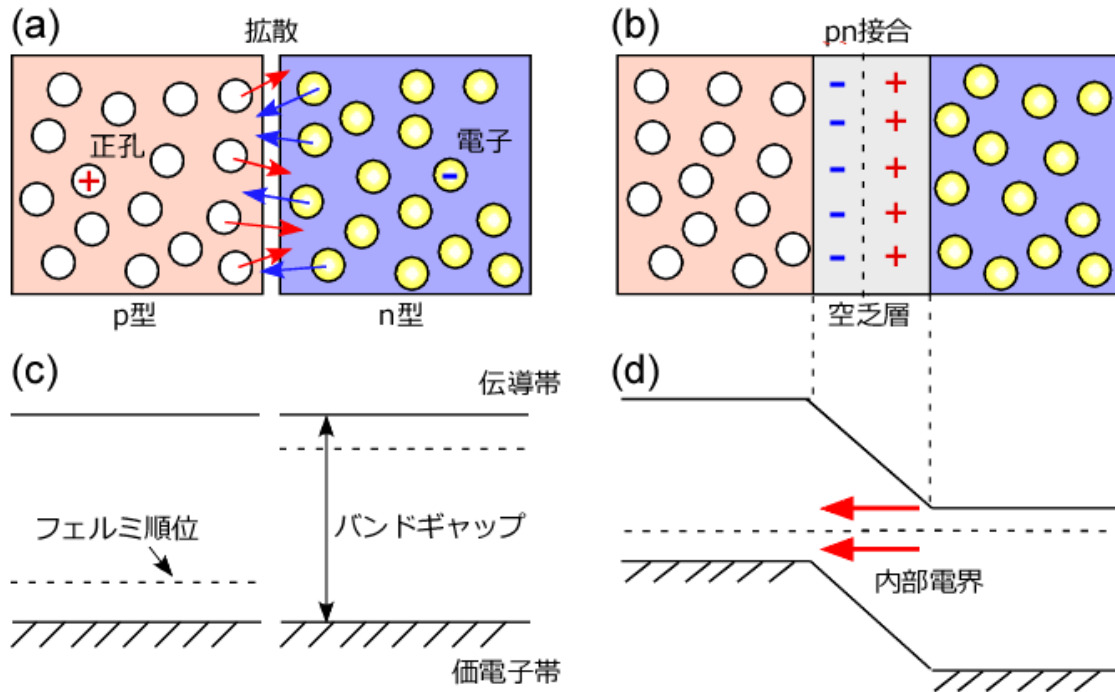 (a)
拡散
正孔
+
電子
-
p型
n型
(b)
pn接合
- +
- +
- +
- +
- +
空乏層
(c)
伝導帯
フェルミ順位
バンドギャップ
価電子帯
(d)
内部電界